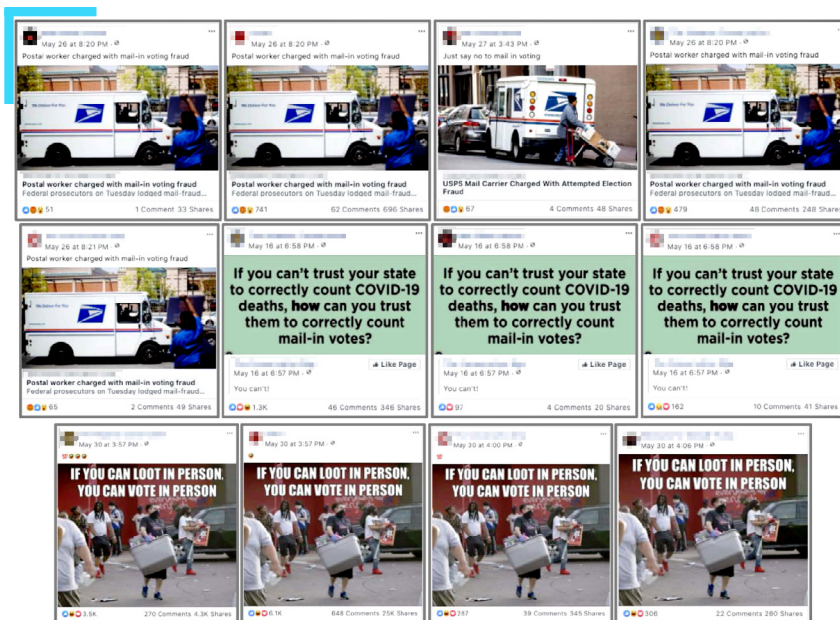 May 26 at 8:20 PM
Postal worker charged with mail-in voting fraud
We Deliver For You
Postal worker charged with mail-in voting fraud
Federal prosecutors on Tuesday lodged mail-fraud...
51
1 Comment 33 Shares
May 26 at 8:20 PM
Postal worker charged with mail-in voting fraud
We Deliver For You
Postal worker charged with mail-in voting fraud
Federal prosecutors on Tuesday lodged mail-fraud...
741
62 Comments 696 Shares
May 27 at 3:43 PM
Just say no to mail in voting
USPS Mail Carrier Charged With Attempted Election
Fraud
67
4 Comments 48 Shares
May 26 at 8:20 PM
Postal worker charged with mail-in voting fraud
We Deliver For You
Postal worker charged with mail-in voting fraud
Federal prosecutors on Tuesday lodged mail-fraud...
479
48 Comments 248 Shares
May 26 at 8:21 PM
Postal worker charged with mail-in voting fraud
We Deliver For You
Postal worker charged with mail-in voting fraud
Federal prosecutors on Tuesday lodged mail-fraud...
65
2 Comments 49 Shares
May 16 at 6:58 PM
If you can't trust your state
to correctly count COVID-19
deaths, how can you trust
them to correctly count
mail-in votes?
Like Page
May 16 at 6:57 PM
You can't!
1.3K
46 Comments 346 Shares
May 16 at 6:58 PM
If you can't trust your state
to correctly count COVID-19
deaths, how can you trust
them to correctly count
mail-in votes?
Like Page
May 16 at 6:57 PM
You can't!
97
4 Comments 20 Shares
May 16 at 6:58 PM
If you can't trust your state
to correctly count COVID-19
deaths, how can you trust
them to correctly count
mail-in votes?
Like Page
May 16 at 6:57 PM
You can't!
162
10 Comments 41 Shares
May 30 at 3:57 PM
IF YOU CAN LOOT IN PERSON,
YOU CAN VOTE IN PERSON
3.5K
270 Comments 4.3K Shares
May 30 at 3:57 PM
IF YOU CAN LOOT IN PERSON,
YOU CAN VOTE IN PERSON
6.1K
648 Comments 25K Shares
May 30 at 4:00 PM
IF YOU CAN LOOT IN PERSON,
YOU CAN VOTE IN PERSON
267
39 Comments 345 Shares
May 30 at 4:06 PM
IF YOU CAN LOOT IN PERSON,
YOU CAN VOTE IN PERSON
306
22 Comments 260 Shares